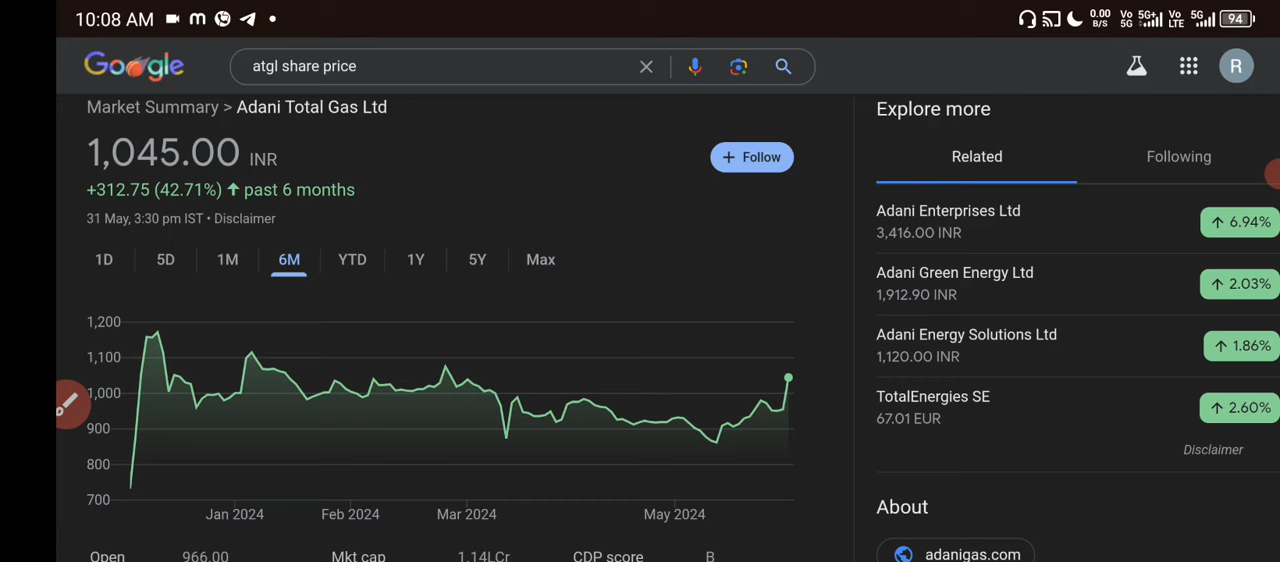 10:08 AM
0.00 B/S Vo 5G 5G+ Vo LTE 5G 94
Google
atgl share price
R
Market Summary > Adani Total Gas Ltd
1,045.00 INR
+ Follow
+312.75 (42.71%) ↑ past 6 months
31 May, 3:30 pm IST • Disclaimer
1D 5D 1M 6M YTD 1Y 5Y Max
1,200
1,100
1,000
900
800
700
Jan 2024 Feb 2024 Mar 2024 May 2024
Open 966.00 Mkt cap 1.14LCr CDP score B
Explore more
Related Following
Adani Enterprises Ltd
3,416.00 INR
↑ 6.94%
Adani Green Energy Ltd
1,912.90 INR
↑ 2.03%
Adani Energy Solutions Ltd
1,120.00 INR
↑ 1.86%
TotalEnergies SE
67.01 EUR
↑ 2.60%
Disclaimer
About
adanigas.com